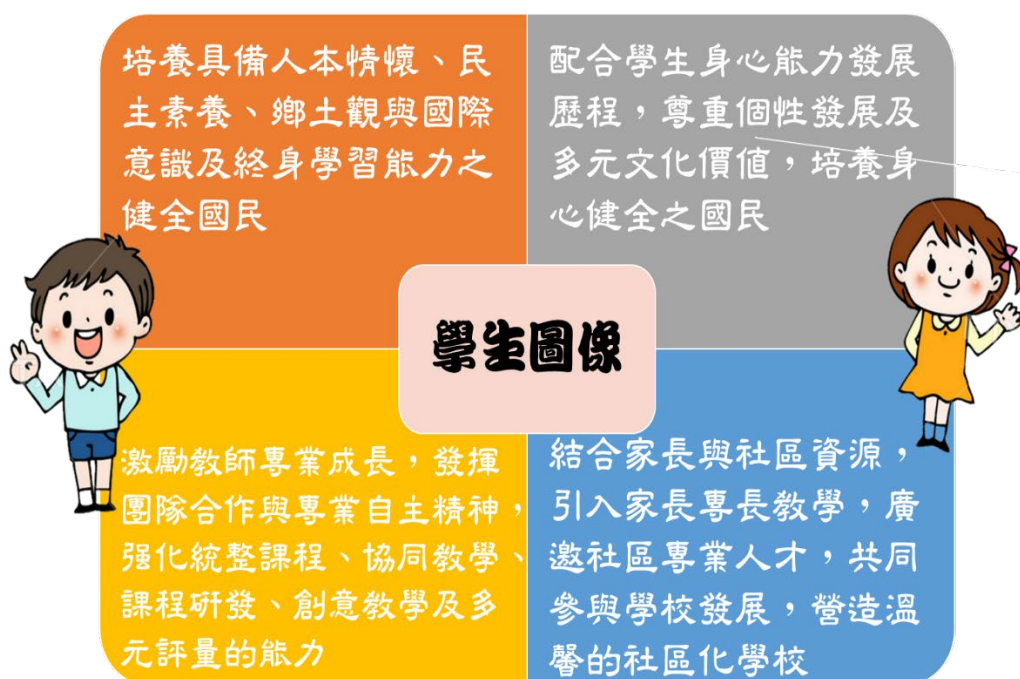 培養具備人本情懷、民
主素養、鄉土觀與國際
意識及終身學習能力之
健全國民
配合學生身心能力發展
歷程，尊重個性發展及
多元文化價值，培養身
心健全之國民
學生圖像
激勵教師專業成長，發揮
團隊合作與專業自主精神，
强化統整課程、協同教學、
課程研發、創意教學及多
元評量的能力
結合家長與社區資源，
引入家長專長教學，廣
邀社區專業人才，共同
參與學校發展，營造溫
馨的社區化學校